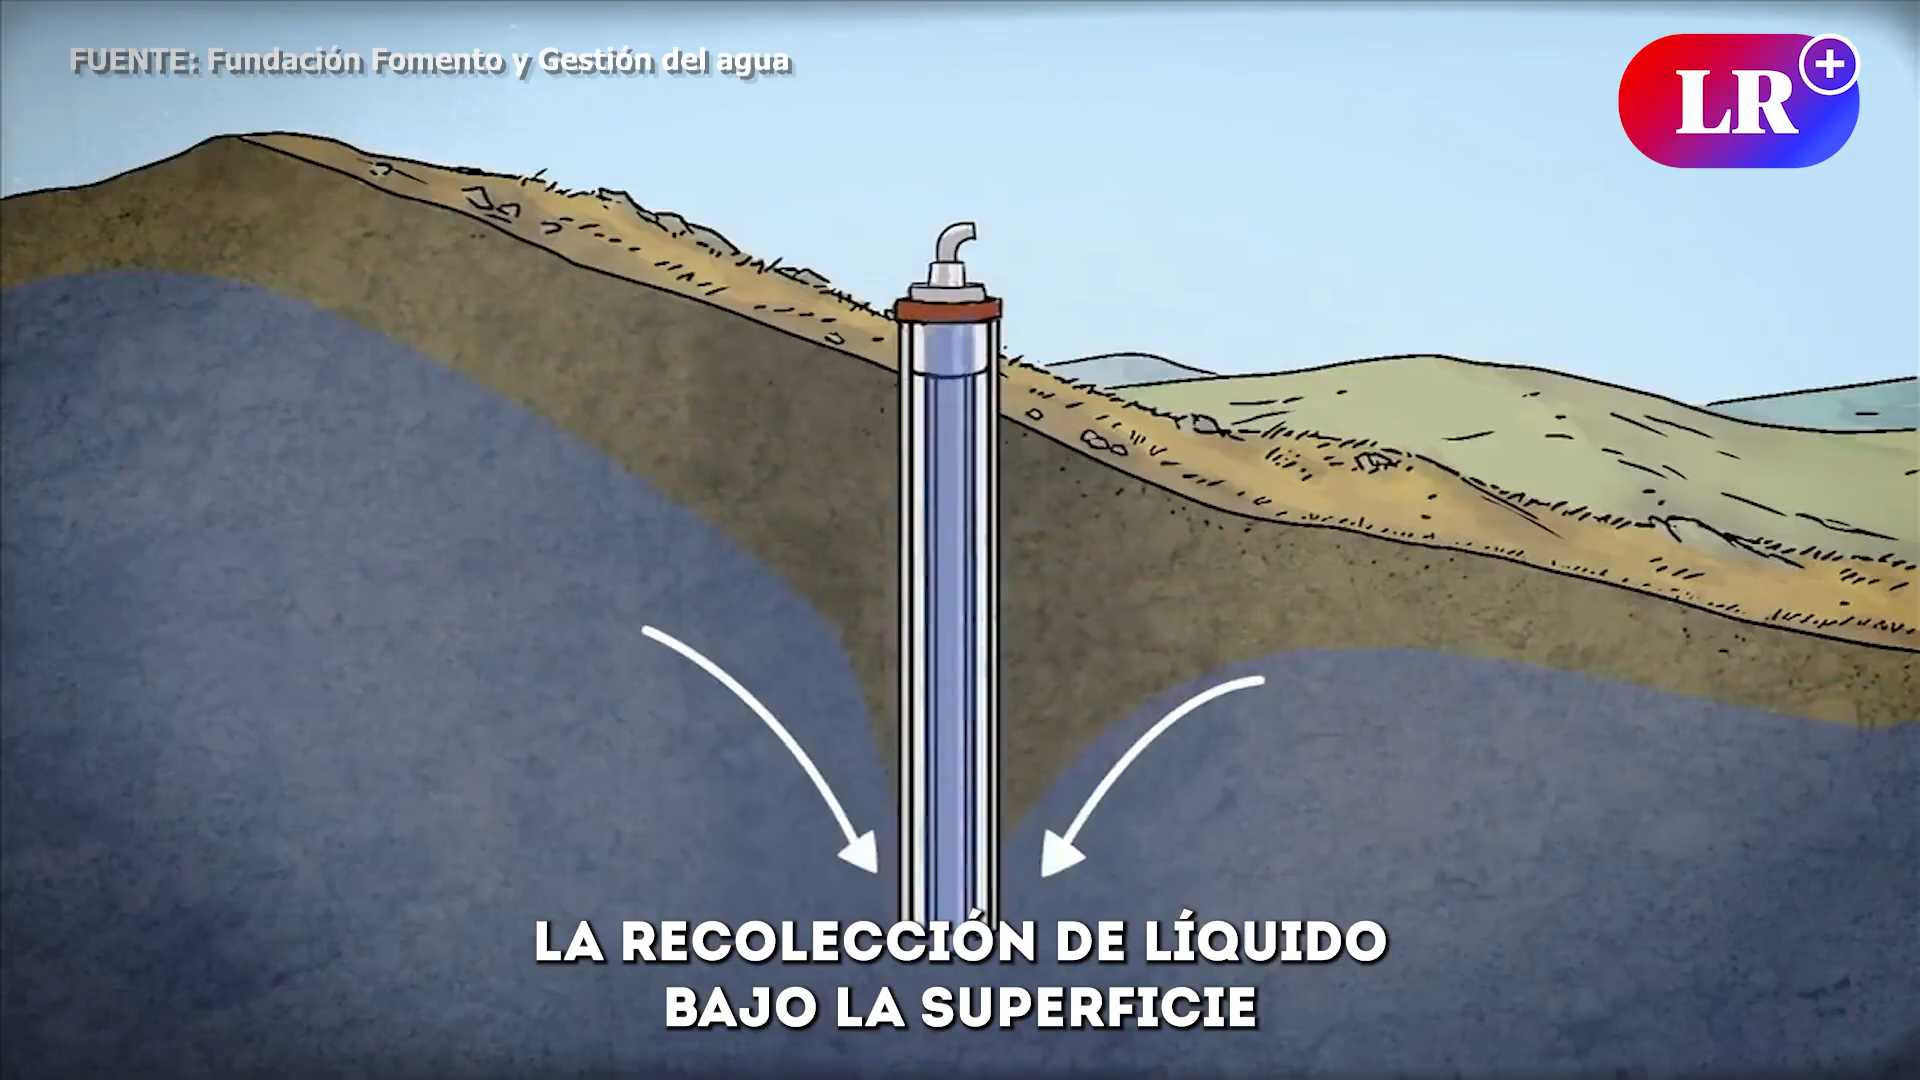 FUENTE: Fundación Fomento y Gestión del agua
LR+
LA RECOLECCIÓN DE LÍQUIDO
BAJO LA SUPERFICIE